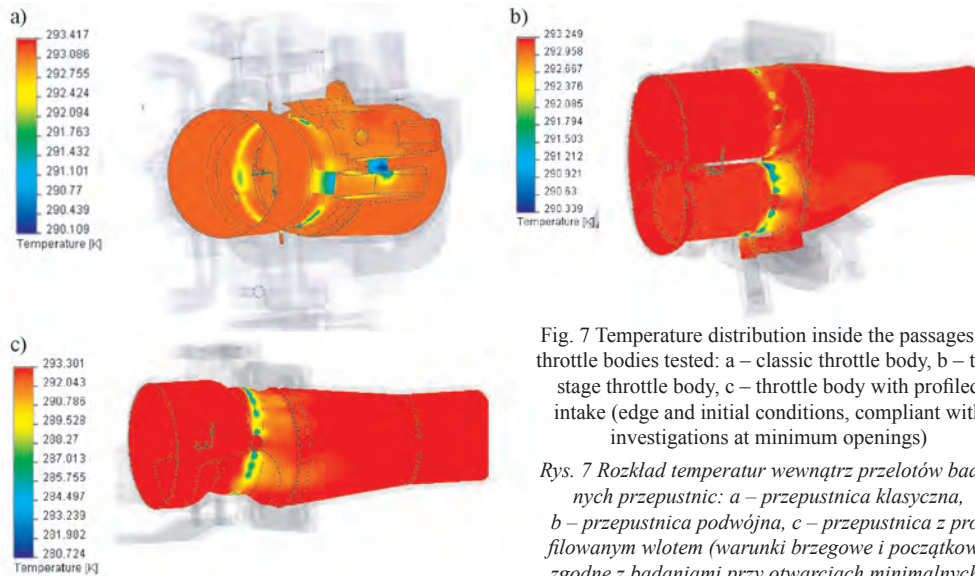 a)
293.417
293.086
292.755
292.424
292.094
291.763
291.432
291.101
290.77
290.439
290.109
Temperature [K]
b)
293.249
292.958
292.667
292.376
292.085
291.794
291.503
291.212
290.921
290.63
290.339
Temperature [K]
c)
293.301
292.043
290.786
289.528
288.27
287.013
285.755
284.497
283.239
281.982
280.724
Temperature [K]
Fig. 7 Temperature distribution inside the passages
throttle bodies tested: a – classic throttle body, b – t
stage throttle body, c – throttle body with profiled
intake (edge and initial conditions, compliant with
investigations at minimum openings)
Rys. 7 Rozkład temperatur wewnątrz przelotów bad
nych przepustnic: a – przepustnica klasyczna,
b – przepustnica podwójna, c – przepustnica z pro
filowanym wlotem (warunki brzegowe i początkow
zgodne z badaniami przy otwarciach minimalnych